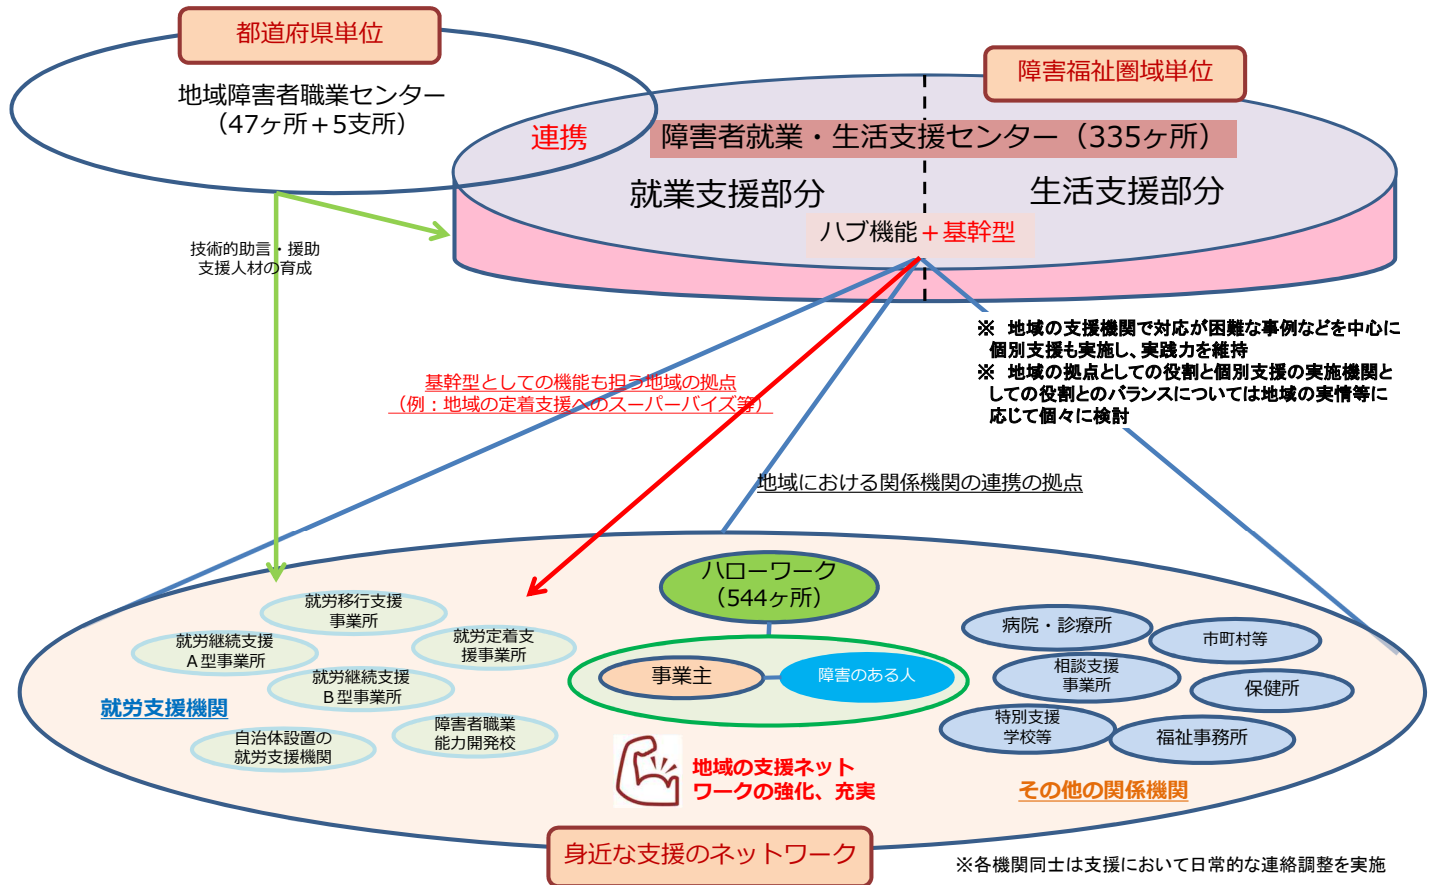 都道府県単位
地域障害者職業センター
（47ヶ所＋5支所）
障害福祉圏域単位
連携
障害者就業・生活支援センター（335ヶ所）
就業支援部分
生活支援部分
ハブ機能＋基幹型
技術的助言・援助
支援人材の育成
※　地域の支援機関で対応が困難な事例などを中心に
個別支援も実施し、実践力を維持
※　地域の拠点としての役割と個別支援の実施機関と
しての役割とのバランスについては地域の実情等に
応じて個々に検討
基幹型としての機能も担う地域の拠点
（例：地域の定着支援へのスーパーバイズ等）
地域における関係機関の連携の拠点
ハローワーク
（544ヶ所）
事業主
障害のある人
就労移行支援
事業所
就労継続支援
Ａ型事業所
就労定着支
援事業所
就労継続支援
Ｂ型事業所
就労支援機関
障害者職業
能力開発校
自治体設置の
就労支援機関
病院・診療所
市町村等
相談支援
事業所
保健所
特別支援
学校等
福祉事務所
その他の関係機関
地域の支援ネット
ワークの強化、充実
身近な支援のネットワーク
※各機関同士は支援において日常的な連絡調整を実施